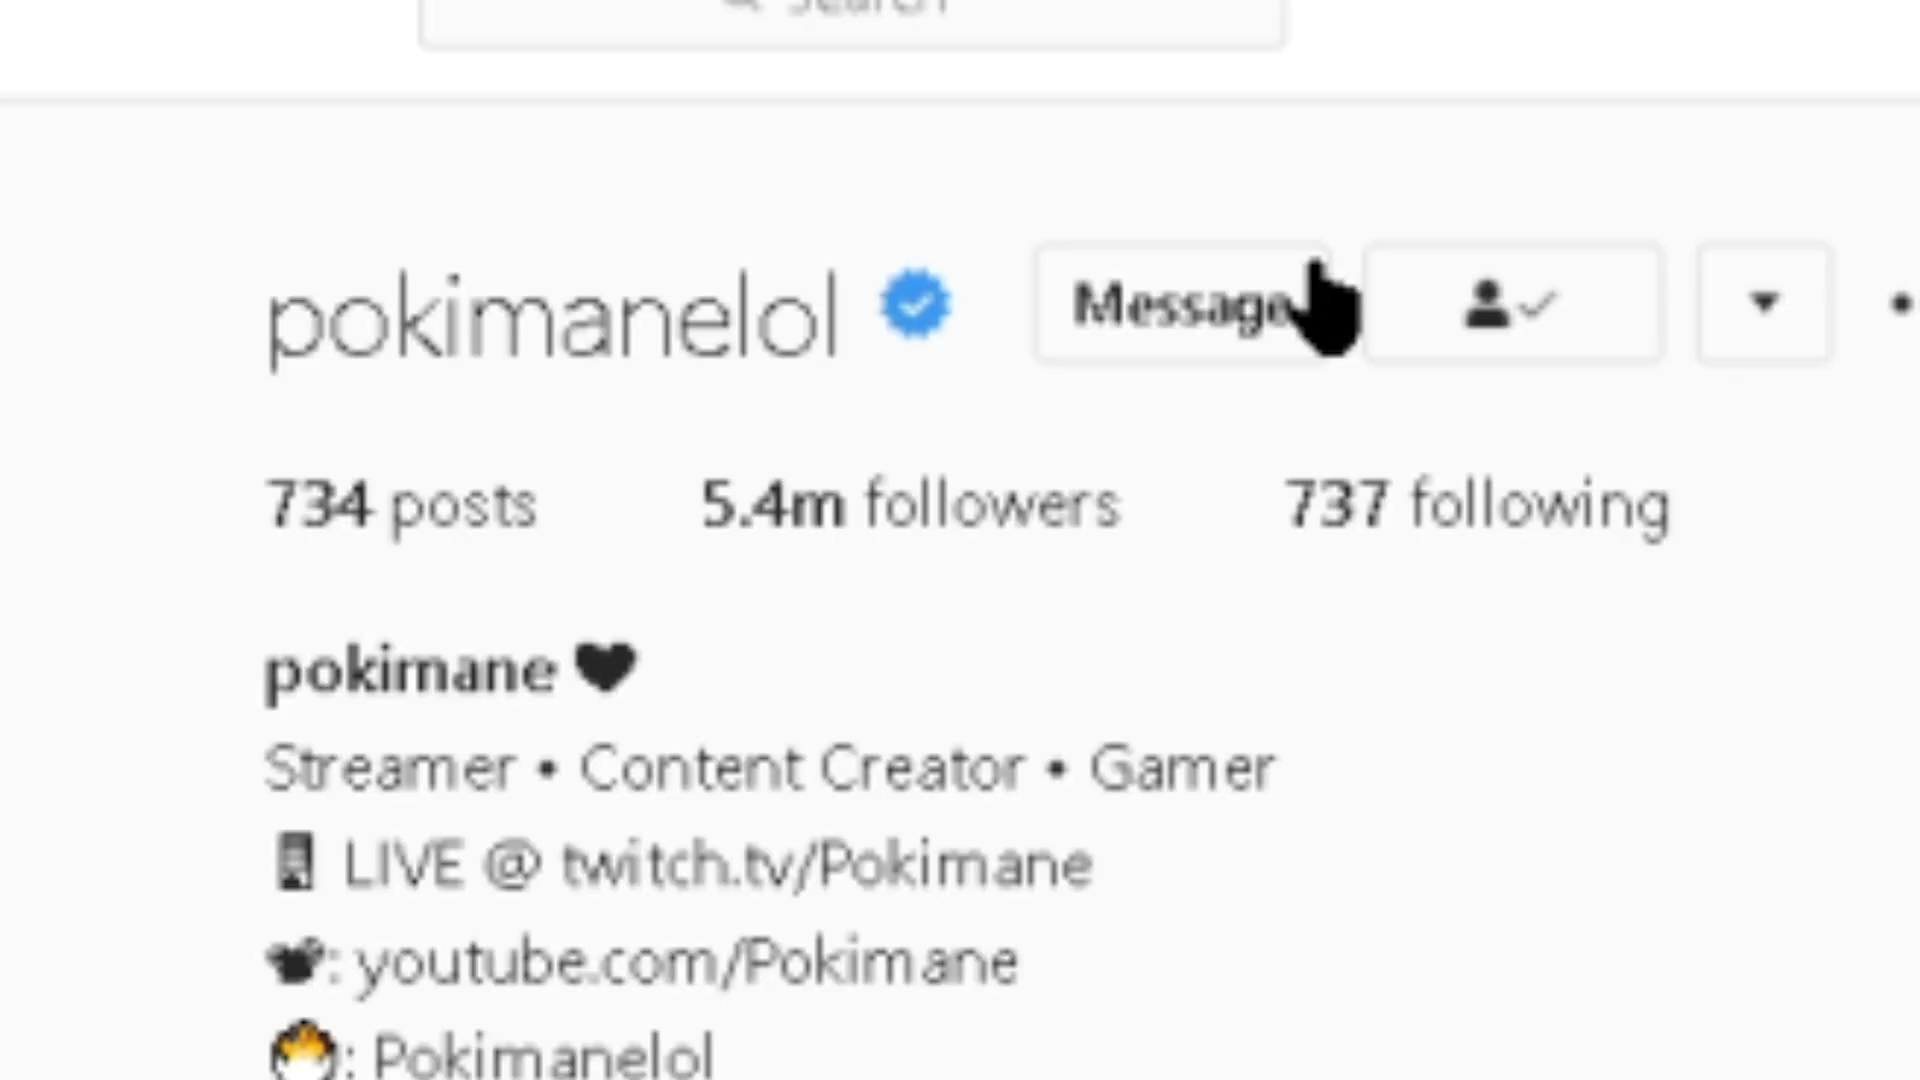 Search
pokimanelol Message
734 posts 5.4m followers 737 following
pokimane
Streamer • Content Creator • Gamer
LIVE @ twitch.tv/Pokimane
: youtube.com/Pokimane
: Pokimanelol